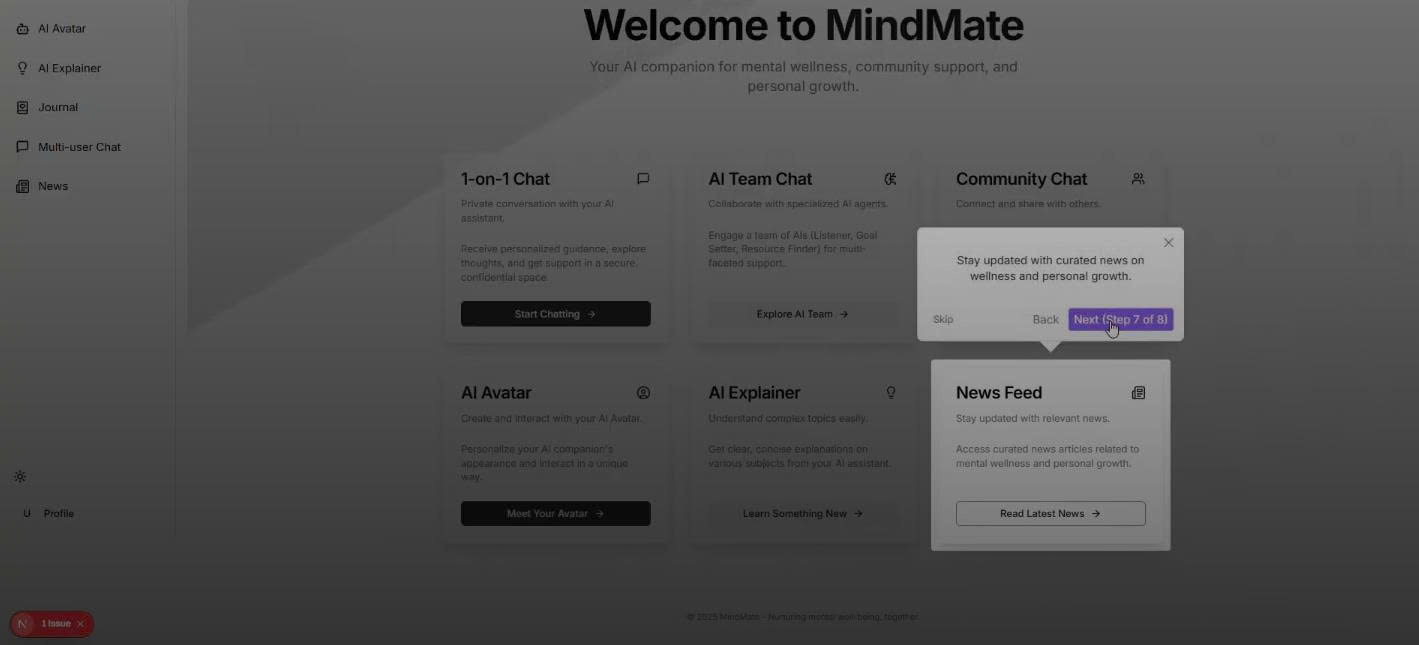 AI Avatar
AI Explainer
Journal
Multi-user Chat
News
U Profile
N 1 Issue
Welcome to MindMate
Your AI companion for mental wellness, community support, and
personal growth.
1-on-1 Chat
Private conversation with your AI
assistant.
Receive personalized guidance, explore
thoughts, and get support in a secure,
confidential space.
Start Chatting →
AI Team Chat
Collaborate with specialized AI agents.
Engage a team of AIs (Listener, Goal
Setter, Resource Finder) for multi-
faceted support.
Explore AI Team →
Community Chat
Connect and share with others.
Stay updated with curated news on
wellness and personal growth.
Skip Back Next (Step 7 of 8)
AI Avatar
Create and interact with your AI Avatar.
Personalize your AI companion's
appearance and interact in a unique
way.
Meet Your Avatar →
AI Explainer
Understand complex topics easily.
Get clear, concise explanations on
various subjects from your AI assistant.
Learn Something New →
News Feed
Stay updated with relevant news.
Access curated news articles related to
mental wellness and personal growth.
Read Latest News →
© 2025 MindMate - Nurturing mental well-being, together.